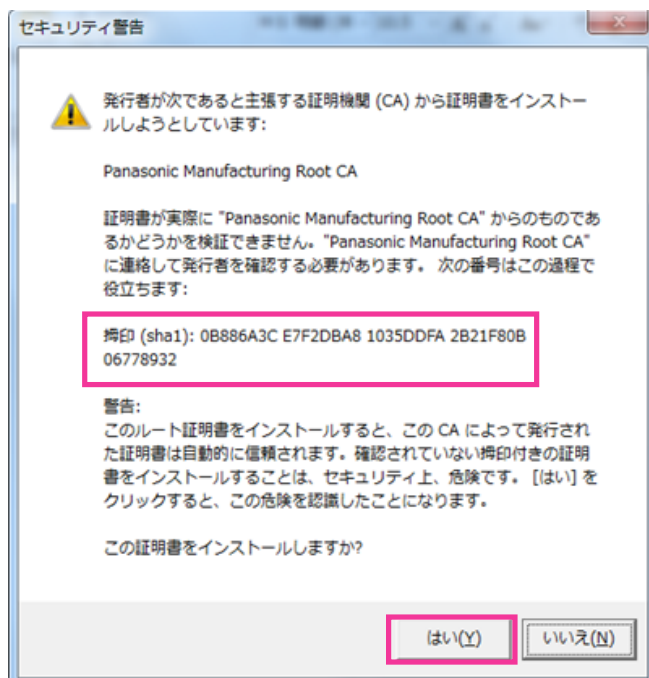 セキュリティ警告
発行者が次であると主張する証明機関 (CA) から証明書をインストー
ルしようとしています:
Panasonic Manufacturing Root CA
証明書が実際に "Panasonic Manufacturing Root CA" からのものであ
るかどうかを検証できません。"Panasonic Manufacturing Root CA"
に連絡して発行者を確認する必要があります。 次の番号はこの過程で
役立ちます:
拇印 (sha1): 0B886A3C E7F2DBA8 1035DDFA 2B21F80B
06778932
警告:
このルート証明書をインストールすると、この CA によって発行され
た証明書は自動的に信頼されます。確認されていない拇印付きの証明
書をインストールすることは、セキュリティ上、危険です。 [はい] を
クリックすると、この危険を認識したことになります。
この証明書をインストールしますか?
はい(Y)
いいえ(N)